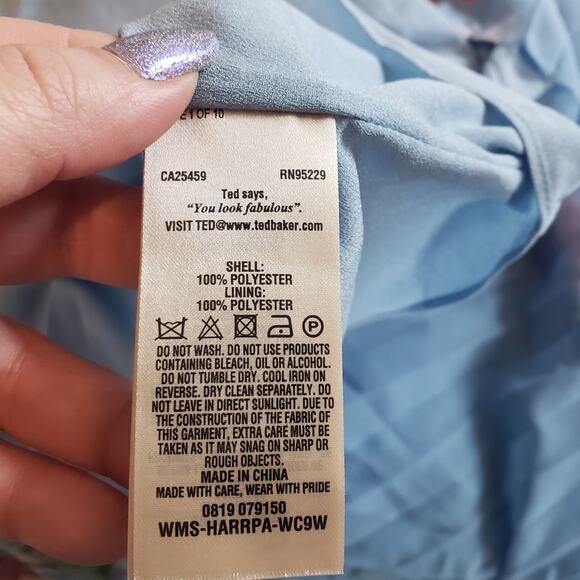 1 OF 10
CA25459 RN95229
Ted says,
“You look fabulous”.
VISIT TED@www.tedbaker.com
SHELL:
100% POLYESTER
LINING:
100% POLYESTER
P
DO NOT WASH. DO NOT USE PRODUCTS
CONTAINING BLEACH, OIL OR ALCOHOL.
DO NOT TUMBLE DRY. COOL IRON ON
REVERSE. DRY CLEAN SEPARATELY. DO
NOT LEAVE IN DIRECT SUNLIGHT. DUE TO
THE CONSTRUCTION OF THE FABRIC OF
THIS GARMENT, EXTRA CARE MUST BE
TAKEN AS IT MAY SNAG ON SHARP OR
ROUGH OBJECTS.
MADE IN CHINA
MADE WITH CARE, WEAR WITH PRIDE
0819 079150
WMS-HARRPA-WC9W